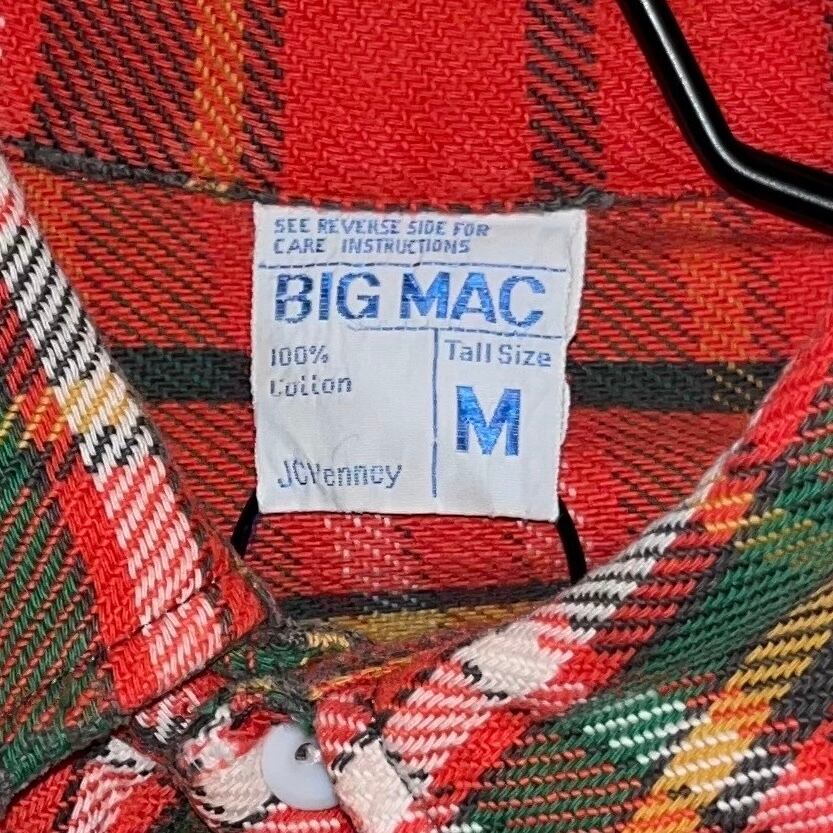 SEE REVERSE SIDE FOR
CARE INSTRUCTIONS
BIG MAC
100%
Cotton
Tall Size
M
JCPenney